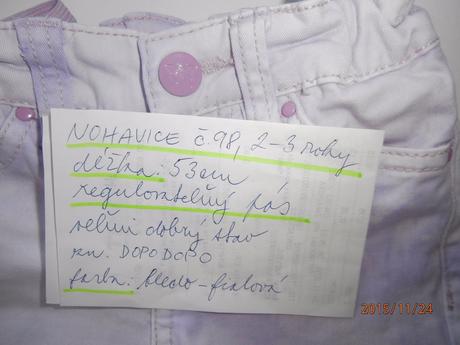 NOHAVICE č.98, 2-3 roky
dĺžka: 53cm
regulovateľný pás
veľmi dobrý stav
zn. DOPODOPO
farba: bledo-fialová
2015/11/24